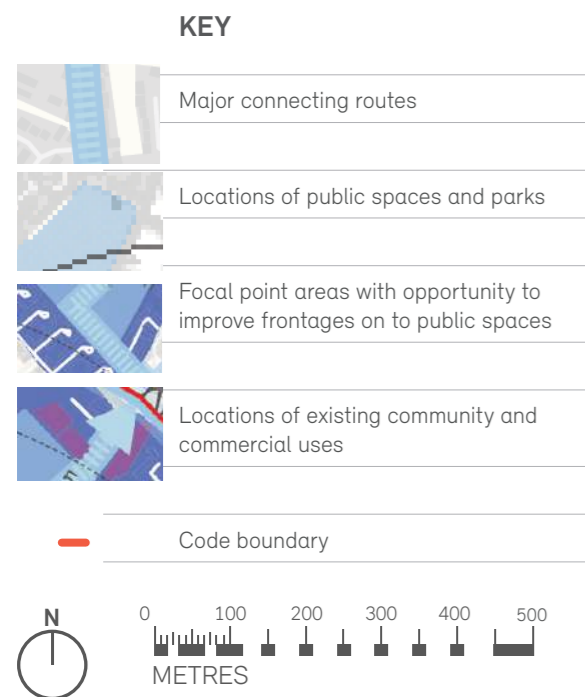 KEY
Major connecting routes
Locations of public spaces and parks
Focal point areas with opportunity to
improve frontages on to public spaces
Locations of existing community and
commercial uses
Code boundary
N
0 100 200 300 400 500
METRES